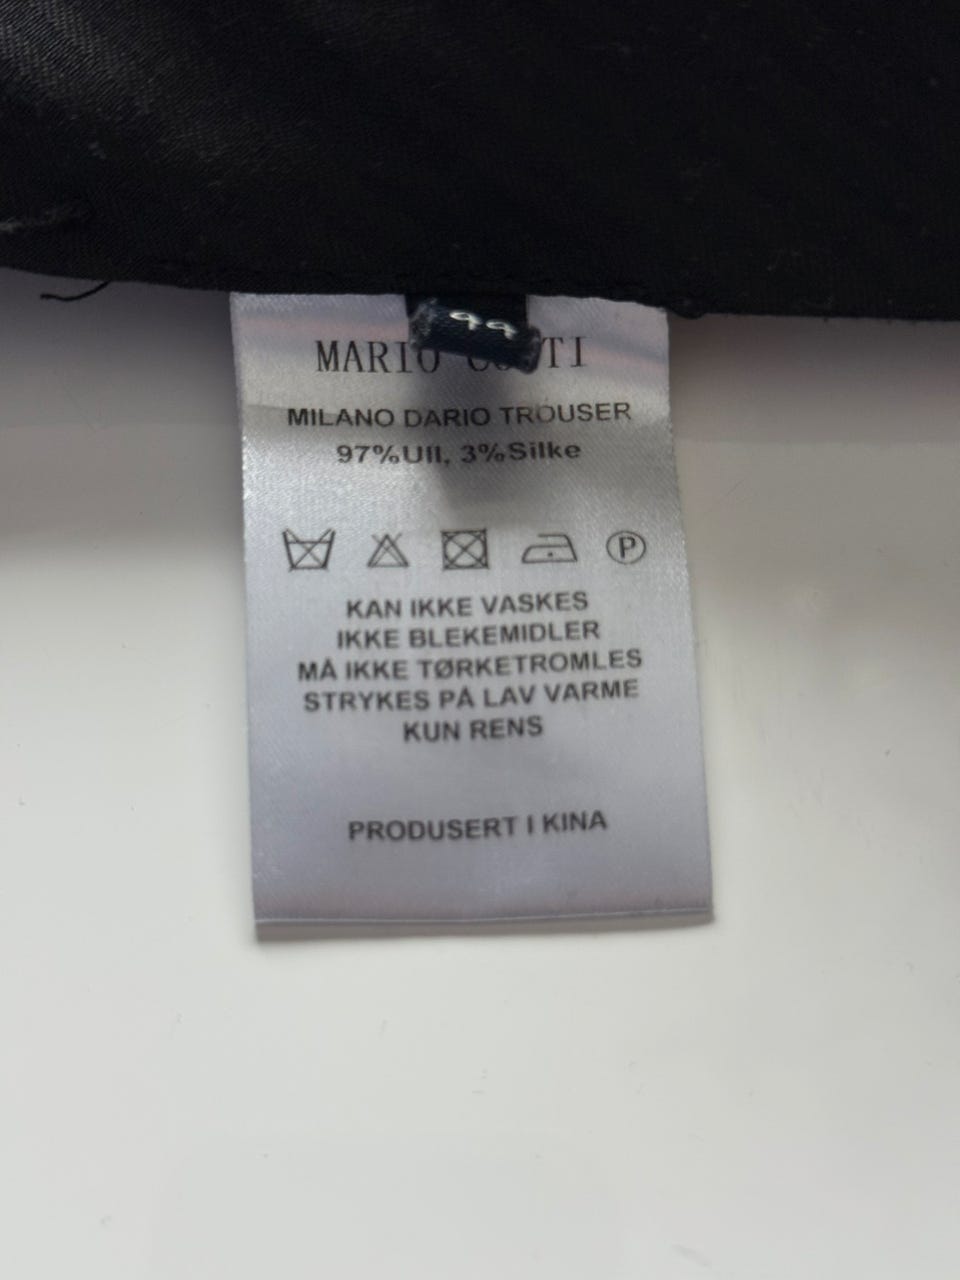 99
MARIO
MILANO DARIO TROUSER
97%Ull, 3%Silke
P
KAN IKKE VASKES
IKKE BLEKEMIDLER
MÅ IKKE TØRKETROMLES
STRYKES PÅ LAV VARME
KUN RENS
PRODUSERT I KINA